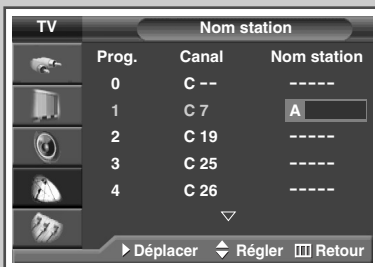 TV Nom station
Prog. Canal Nom station
0 C -- -----
1 C 7 A
2 C 19 -----
3 C 25 -----
4 C 26 -----
Déplacer Régler Retour